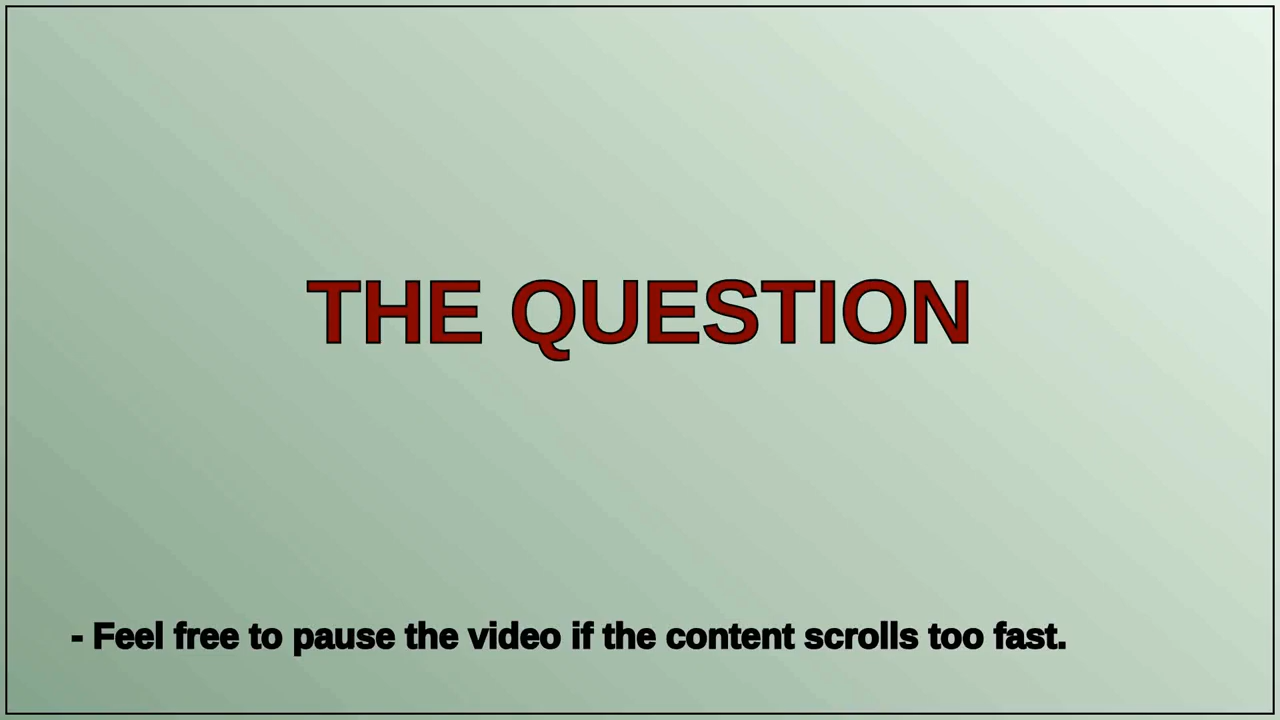 THE QUESTION
- Feel free to pause the video if the content scrolls too fast.